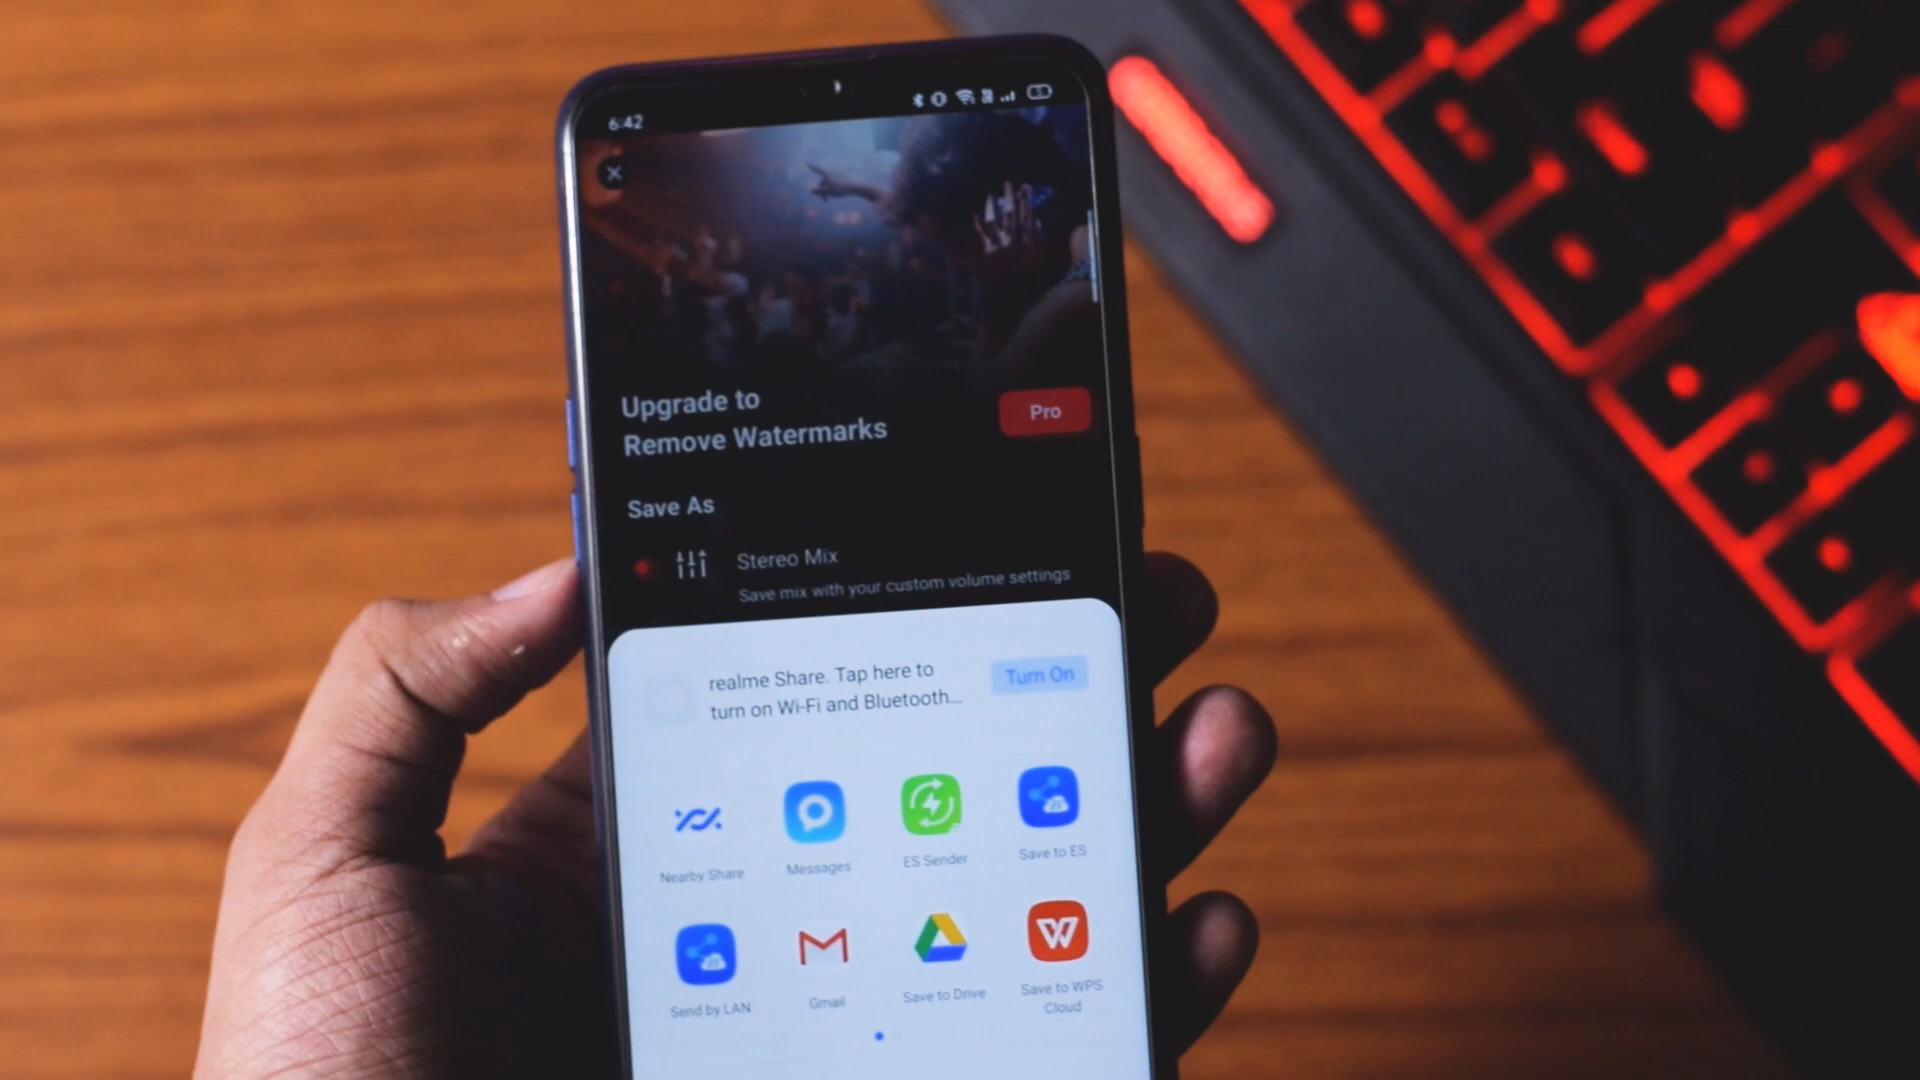 6:42
Upgrade to
Remove Watermarks
Pro
Save As
Stereo Mix
Save mix with your custom volume settings
realme Share. Tap here to
turn on Wi-Fi and Bluetooth...
Turn On
Nearby Share
Messages
ES Sender
Save to ES
Send by LAN
Gmail
Save to Drive
Save to WPS
Cloud